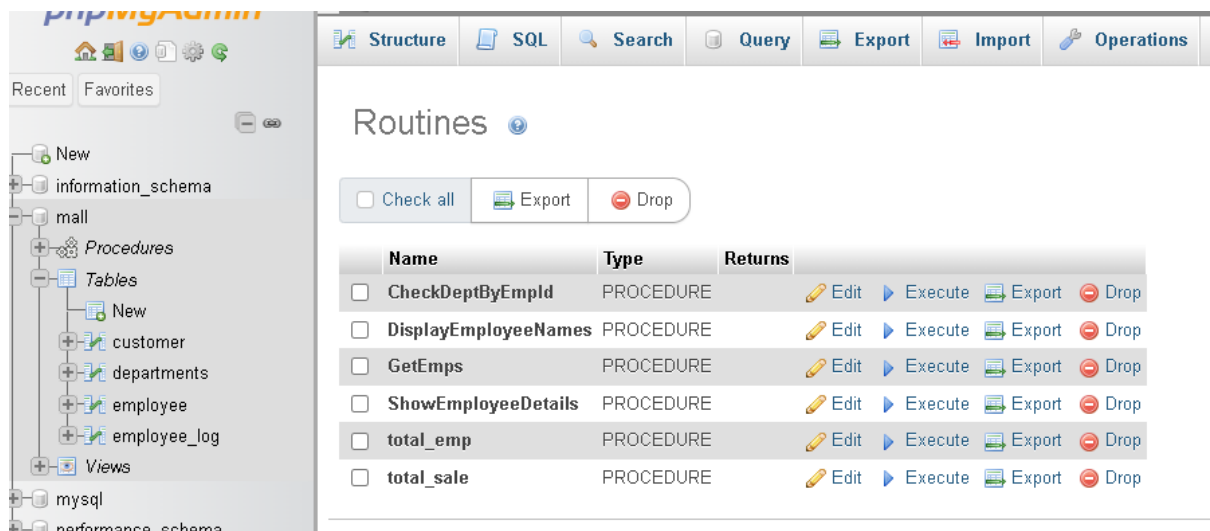 phpMyAdmin
Recent Favorites
New
information_schema
mall
Procedures
Tables
New
customer
departments
employee
employee_log
Views
mysql
performance_schema
Structure SQL Search Query Export Import Operations
Routines
Check all Export Drop
Name Type Returns
CheckDeptByEmpId PROCEDURE Edit Execute Export Drop
DisplayEmployeeNames PROCEDURE Edit Execute Export Drop
GetEmps PROCEDURE Edit Execute Export Drop
ShowEmployeeDetails PROCEDURE Edit Execute Export Drop
total_emp PROCEDURE Edit Execute Export Drop
total_sale PROCEDURE Edit Execute Export Drop